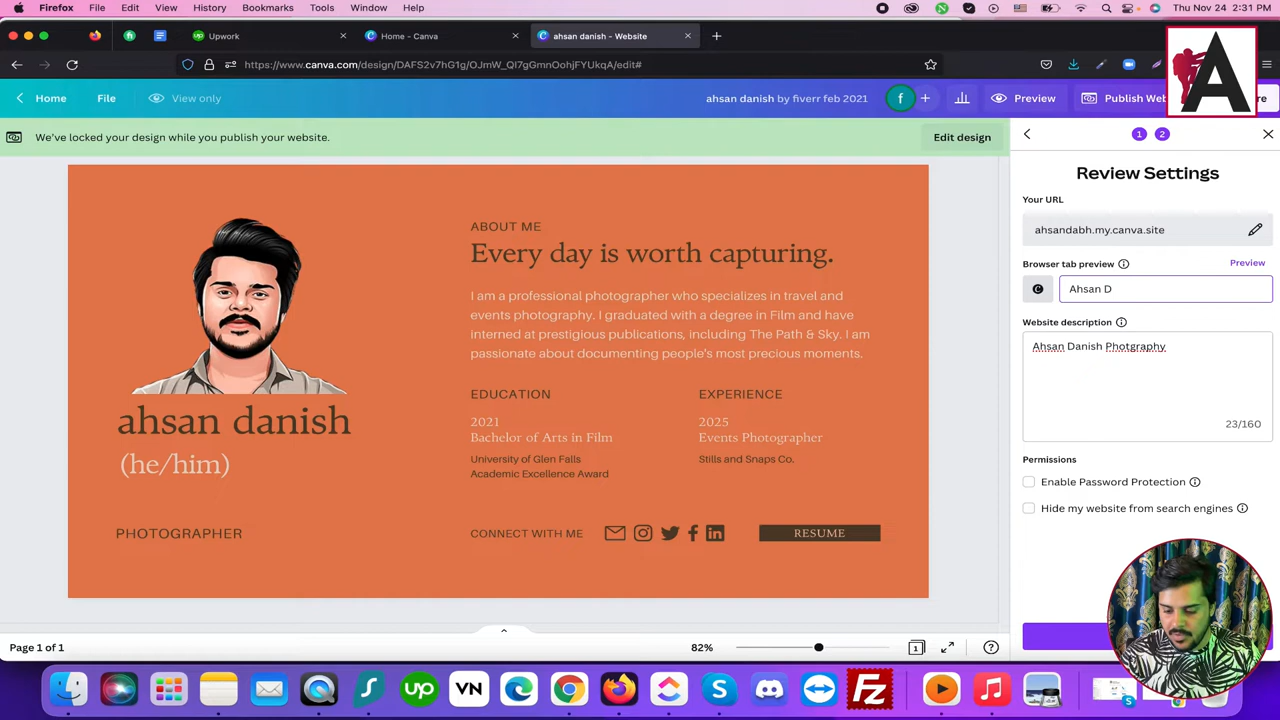 Firefox File Edit View History Bookmarks Tools Window Help Thu Nov 24 2:31 PM
Upwork Home - Canva ahsan danish - Website
https://www.canva.com/design/DAFS2v7hG1g/OJmW_QI7gGmnOohjFYUkqA/edit#
Home File View only ahsan danish by fiverr feb 2021 f Preview Publish Web
A
We've locked your design while you publish your website. Edit design
1 2
Review Settings
Your URL
ahsandabh.my.canva.site
Browser tab preview Preview
Ahsan D
Website description
Ahsan Danish Photgraphy
23/160
Permissions
Enable Password Protection
Hide my website from search engines
ahsan danish
(he/him)
PHOTOGRAPHER
ABOUT ME
Every day is worth capturing.
I am a professional photographer who specializes in travel and
events photography. I graduated with a degree in Film and have
interned at prestigious publications, including The Path & Sky. I am
passionate about documenting people's most precious moments.
EDUCATION
2021
Bachelor of Arts in Film
University of Glen Falls
Academic Excellence Award
EXPERIENCE
2025
Events Photographer
Stills and Snaps Co.
CONNECT WITH ME
RESUME
Page 1 of 1 82% 1
up VN Fz